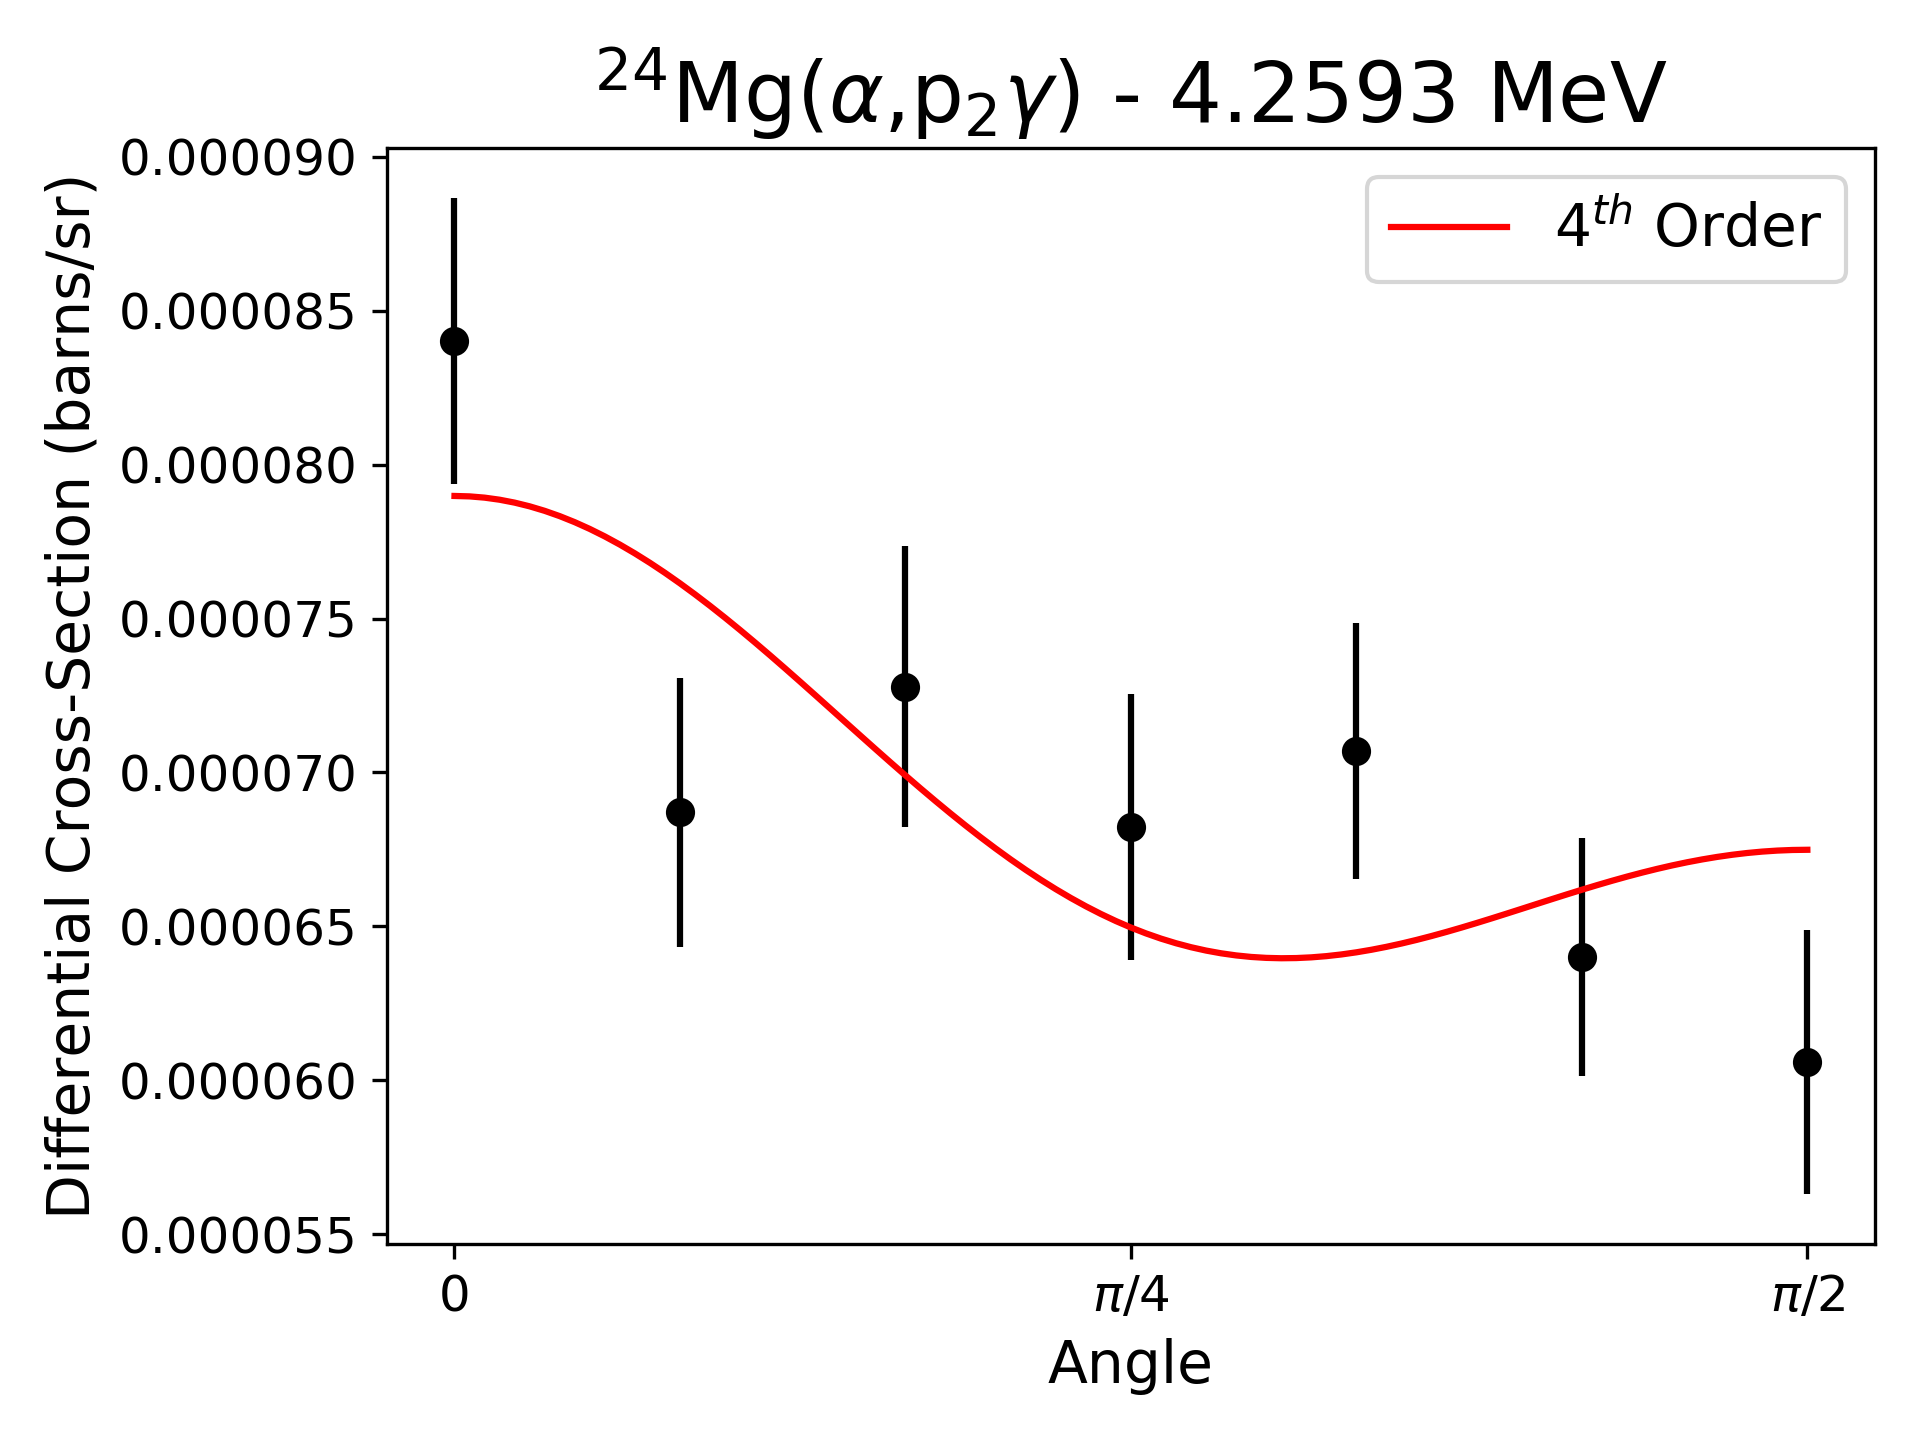 ²⁴Mg(α,p₂γ) - 4.2593 MeV
Differential Cross-Section (barns/sr)
0.000090
0.000085
0.000080
0.000075
0.000070
0.000065
0.000060
0.000055
4ᵗʰ Order
0
π/4
π/2
Angle